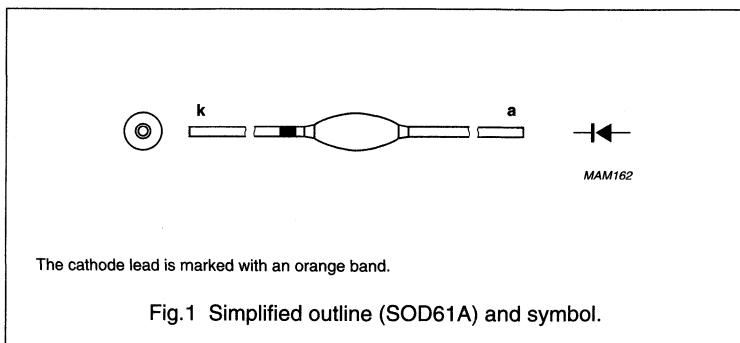 k
a
MAM162
The cathode lead is marked with an orange band.
Fig.1 Simplified outline (SOD61A) and symbol.